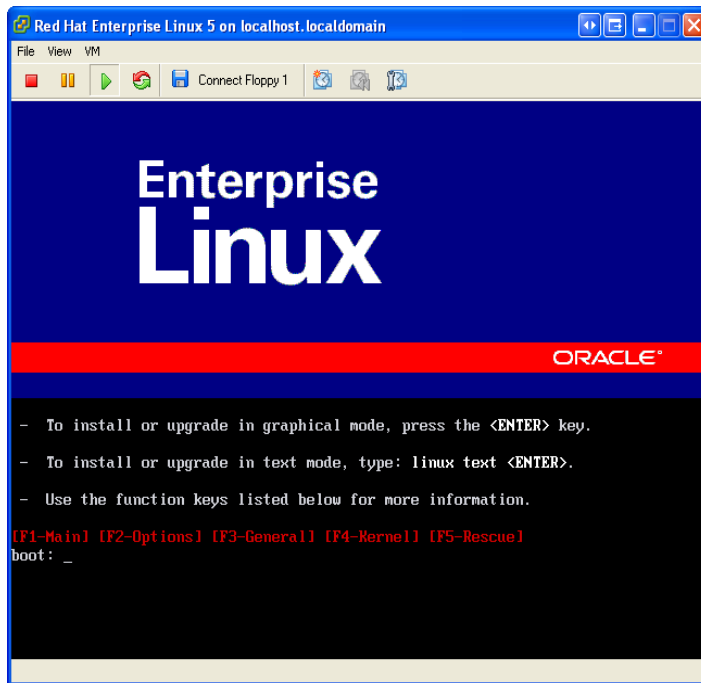 Red Hat Enterprise Linux 5 on localhost.localdomain
File View VM
Connect Floppy 1
Enterprise
Linux
ORACLE®
- To install or upgrade in graphical mode, press the <ENTER> key.
- To install or upgrade in text mode, type: linux text <ENTER>.
- Use the function keys listed below for more information.
[F1-Main] [F2-Options] [F3-General] [F4-Kernel] [F5-Rescue]
boot: _